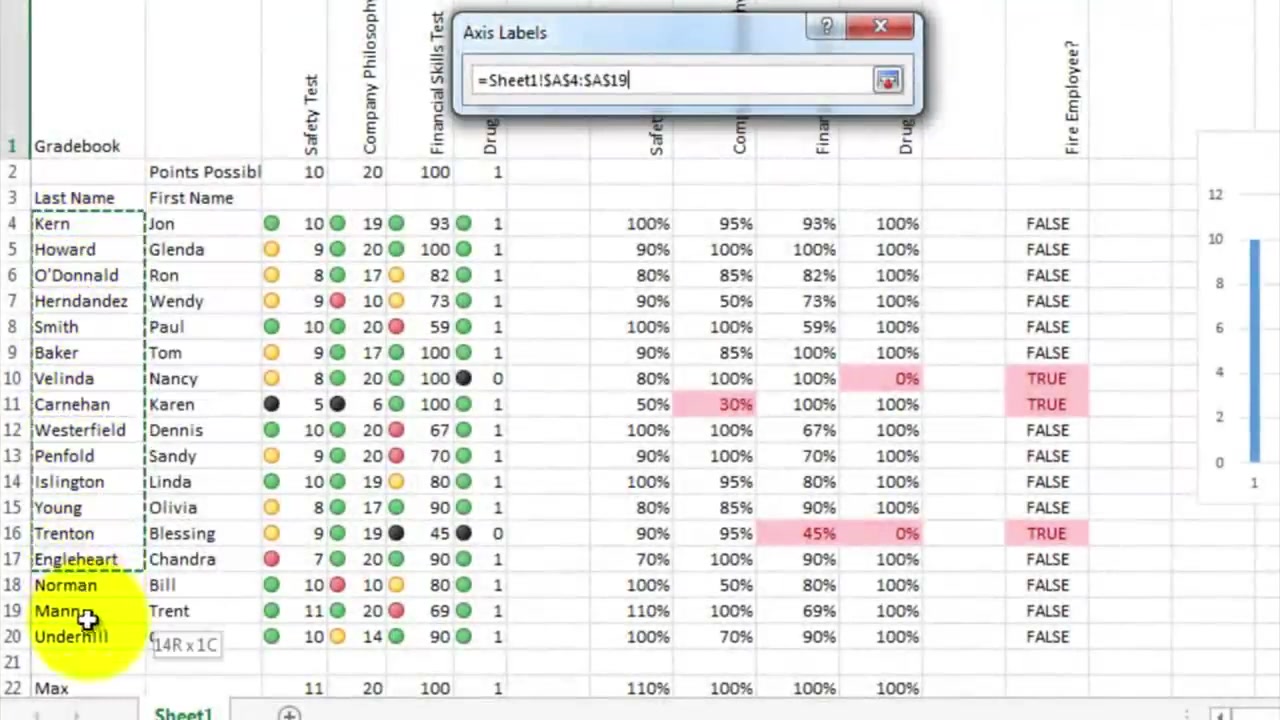 Axis Labels
?
=Sheet1!$A$4:$A$19
1 Gradebook Safety Test Company Philosophy Financial Skills Test Drug Safe Com Finan Drug Fire Employee?
2 Points Possibl 10 20 100 1
3 Last Name First Name
4 Kern Jon 10 19 93 1 100% 95% 93% 100% FALSE
5 Howard Glenda 9 20 100 1 90% 100% 100% 100% FALSE
6 O'Donnald Ron 8 17 82 1 80% 85% 82% 100% FALSE
7 Herndandez Wendy 9 10 73 1 90% 50% 73% 100% FALSE
8 Smith Paul 10 20 59 1 100% 100% 59% 100% FALSE
9 Baker Tom 9 17 100 1 90% 85% 100% 100% FALSE
10 Velinda Nancy 8 20 100 0 80% 100% 100% 0% TRUE
11 Carnehan Karen 5 6 100 1 50% 30% 100% 100% TRUE
12 Westerfield Dennis 10 20 67 1 100% 100% 67% 100% FALSE
13 Penfold Sandy 9 20 70 1 90% 100% 70% 100% FALSE
14 Islington Linda 10 19 80 1 100% 95% 80% 100% FALSE
15 Young Olivia 8 17 90 1 80% 85% 90% 100% FALSE
16 Trenton Blessing 9 19 45 0 90% 95% 45% 0% TRUE
17 Engleheart Chandra 7 20 90 1 70% 100% 90% 100% FALSE
18 Norman Bill 10 10 80 1 100% 50% 80% 100% FALSE
19 Mann Trent 11 20 69 1 110% 100% 69% 100% FALSE
20 Underhill 10 14 90 1 100% 70% 90% 100% FALSE
14R x 1C
21
22 Max 11 20 100 1 110% 100% 100% 100%
12
10
8
6
4
2
0
1
Sheet1